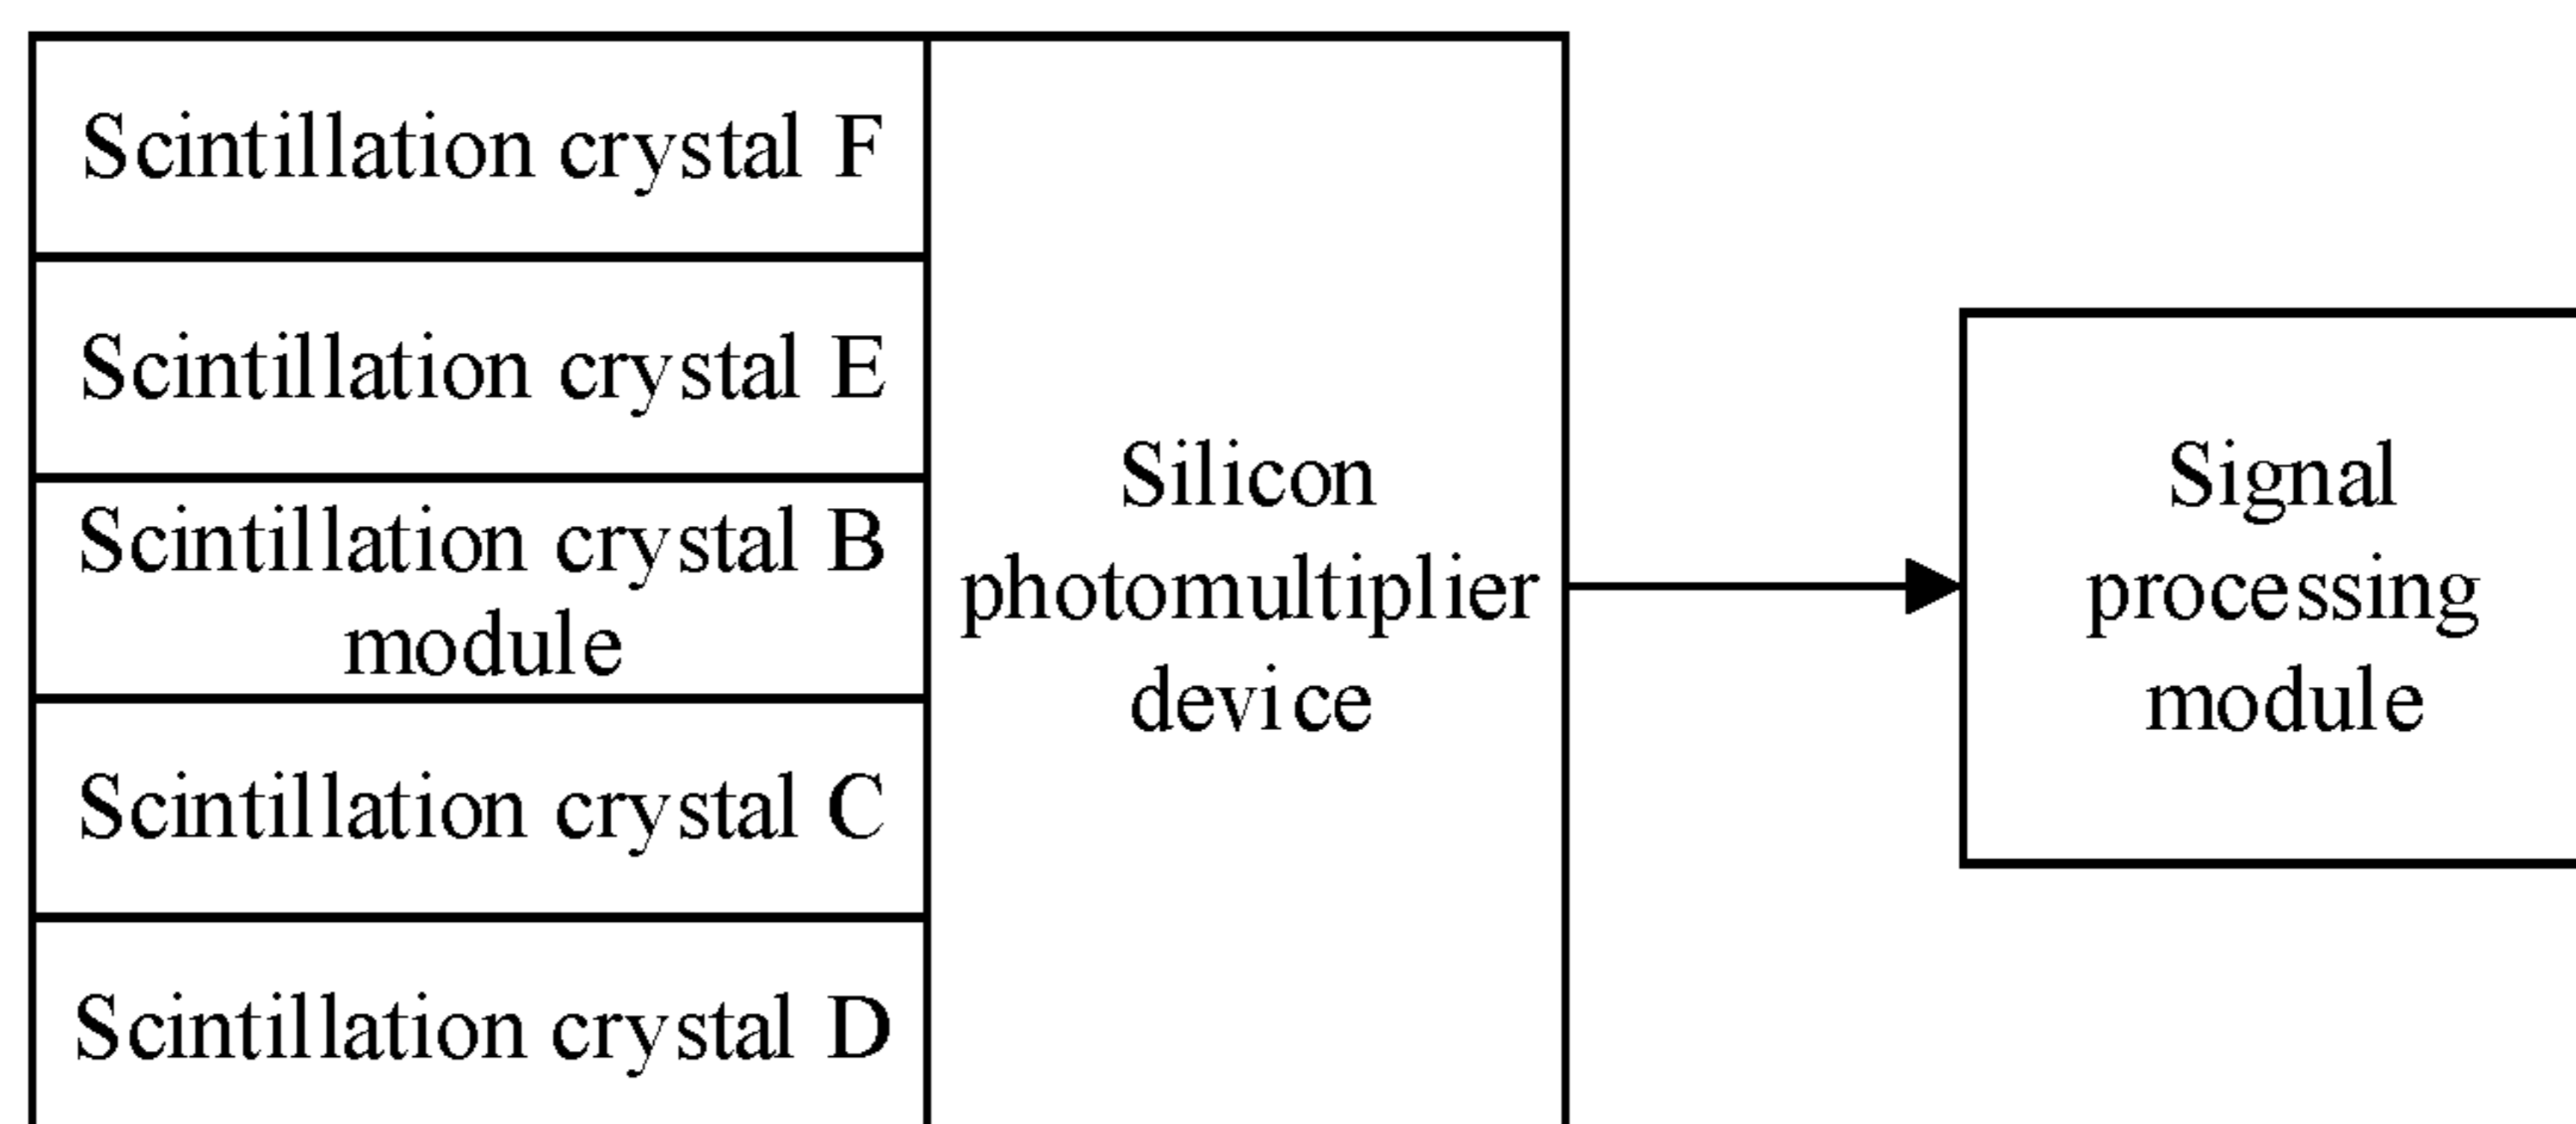 Scintillation crystal F
Scintillation crystal E
Scintillation crystal B
module
Scintillation crystal C
Scintillation crystal D
Silicon
photomultiplier
device
Signal
processing
module